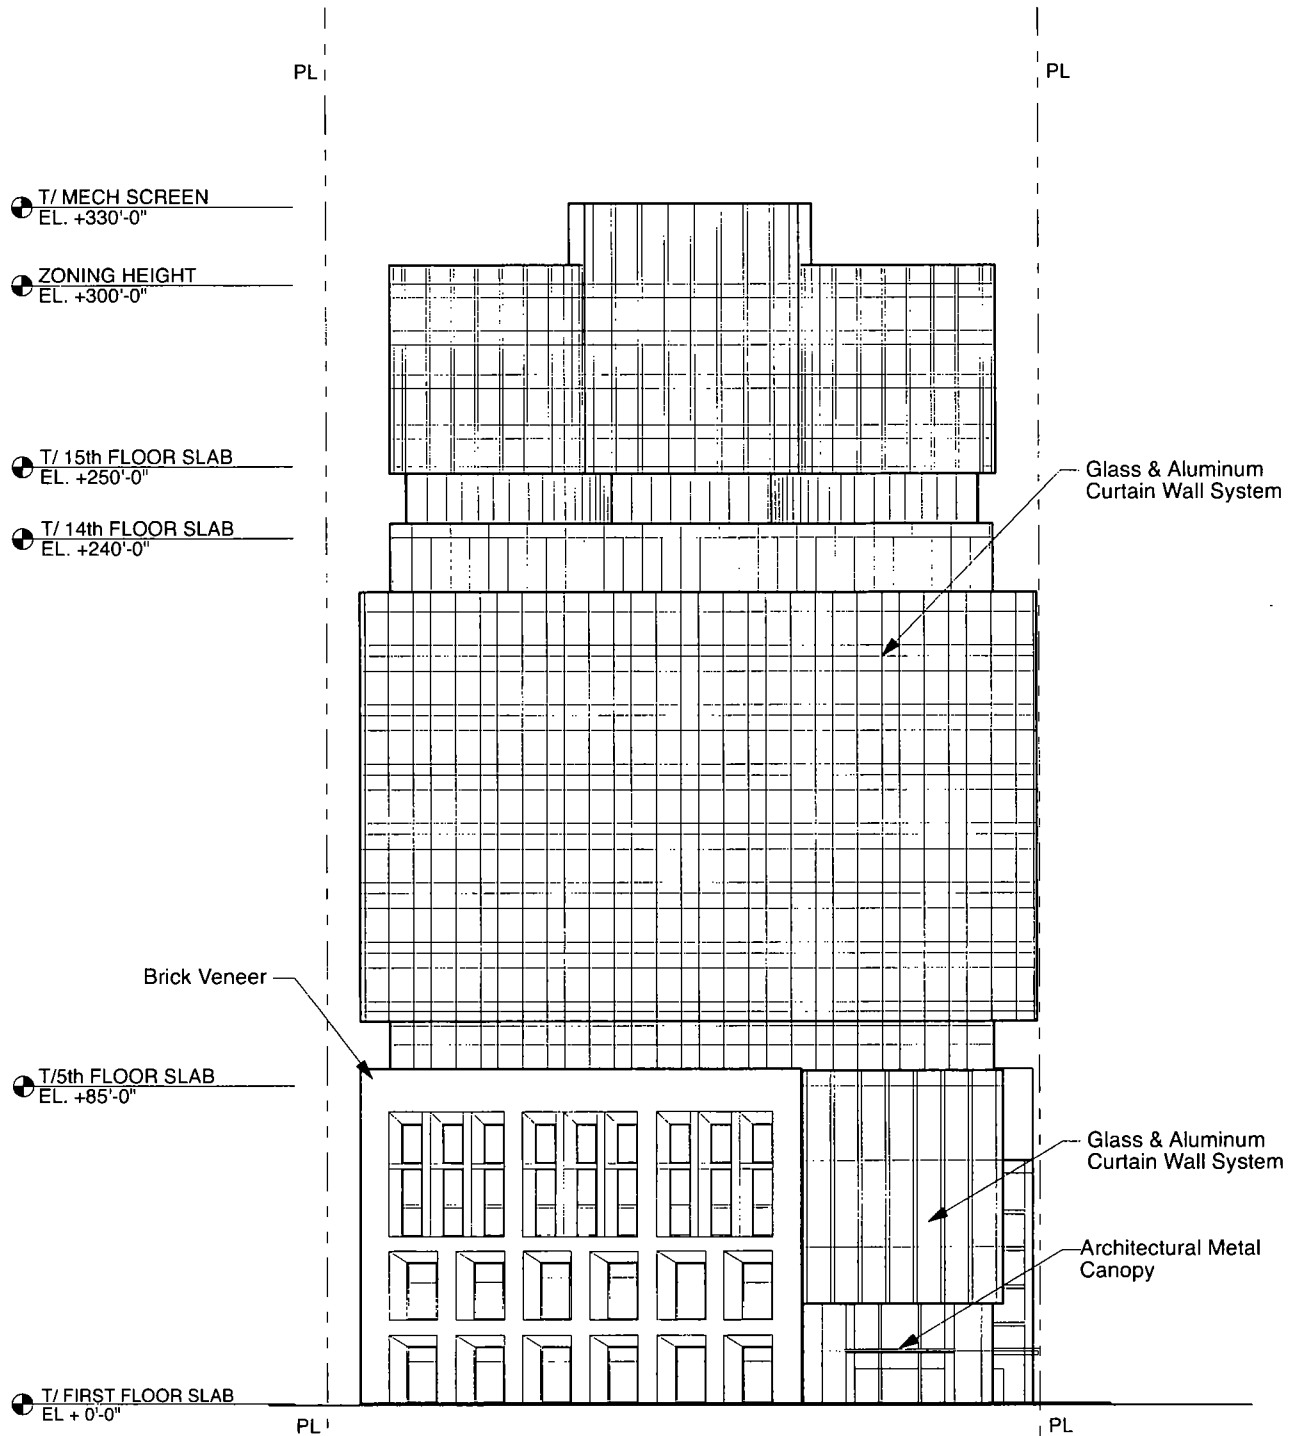 PL
PL
T/ MECH SCREEN
EL. +330'-0"
ZONING HEIGHT
EL. +300'-0"
T/ 15th FLOOR SLAB
EL. +250'-0"
Glass & Aluminum
Curtain Wall System
T/ 14th FLOOR SLAB
EL. +240'-0"
Brick Veneer
T/5th FLOOR SLAB
EL. +85'-0"
Glass & Aluminum
Curtain Wall System
Architectural Metal
Canopy
T/ FIRST FLOOR SLAB
EL + 0'-0"
PL
PL